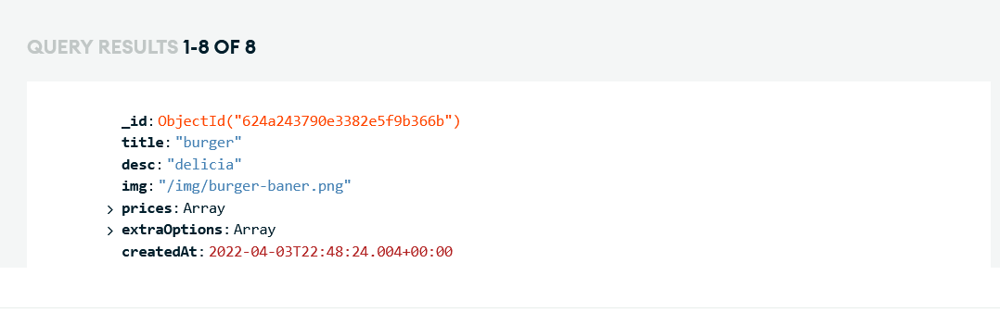 QUERY RESULTS 1-8 OF 8
_id: ObjectId("624a243790e3382e5f9b366b")
title: "burger"
desc: "delicia"
img: "/img/burger-baner.png"
prices: Array
extraOptions: Array
createdAt: 2022-04-03T22:48:24.004+00:00